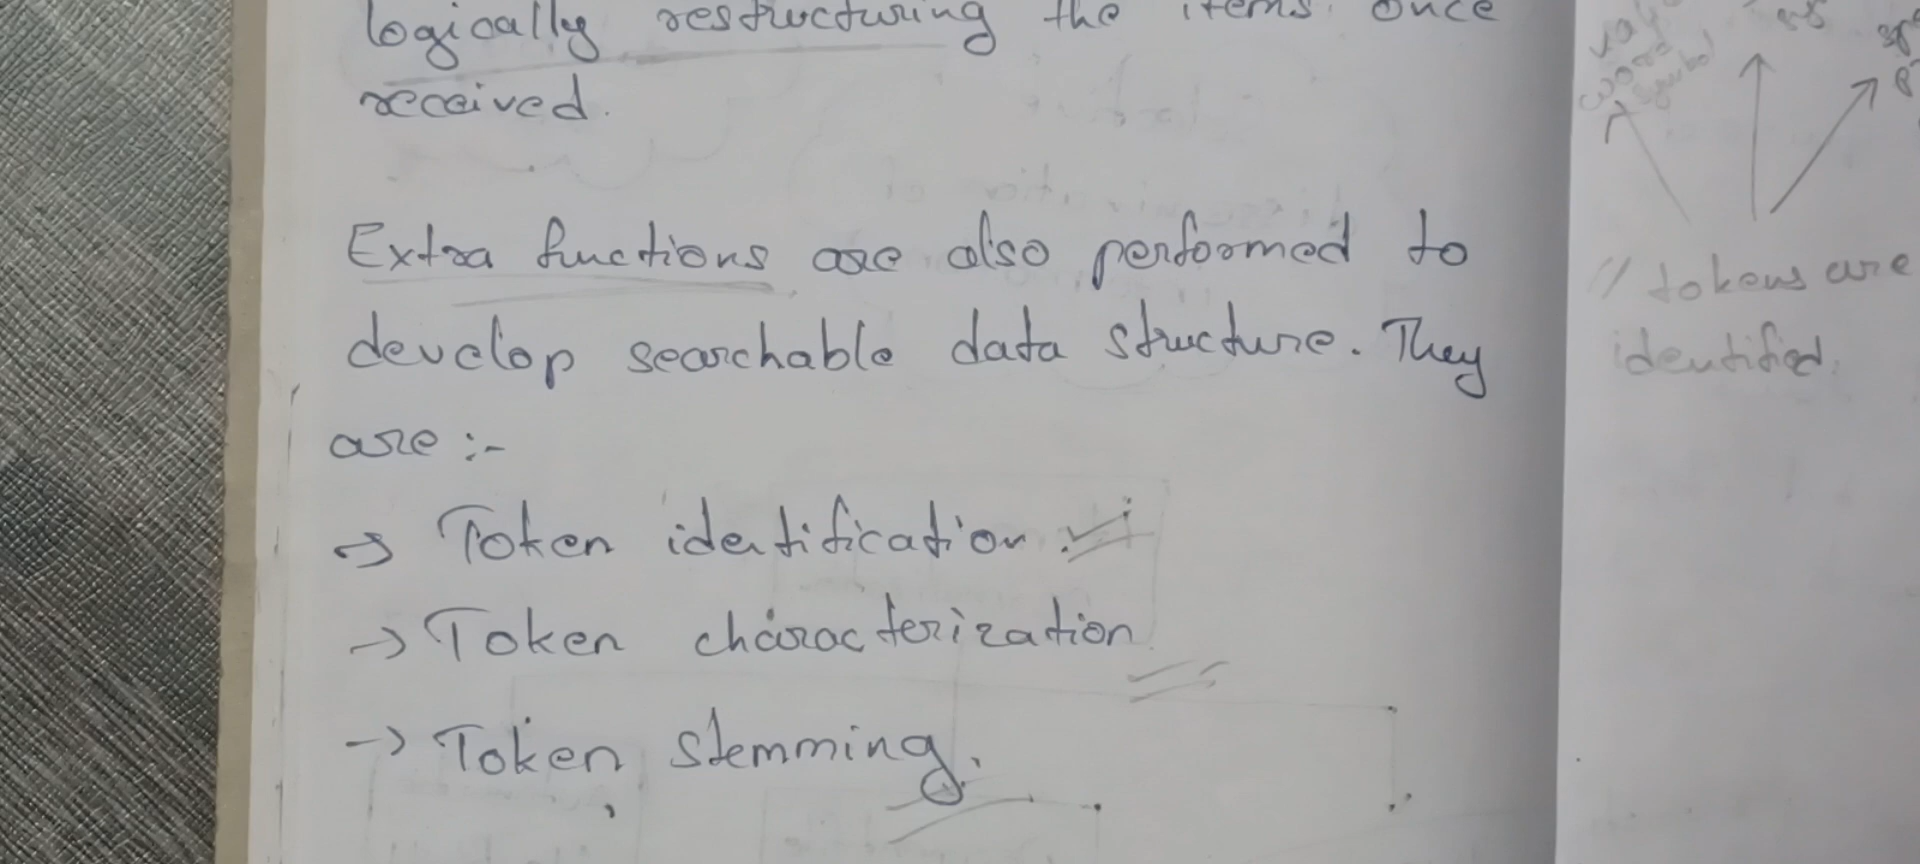 logically restructuring the items once
received.
Extra functions are also performed to
develop searchable data structure. They
are :-
→ Token identification.
→ Token characterization
→ Token stemming.
// tokens are
identified.